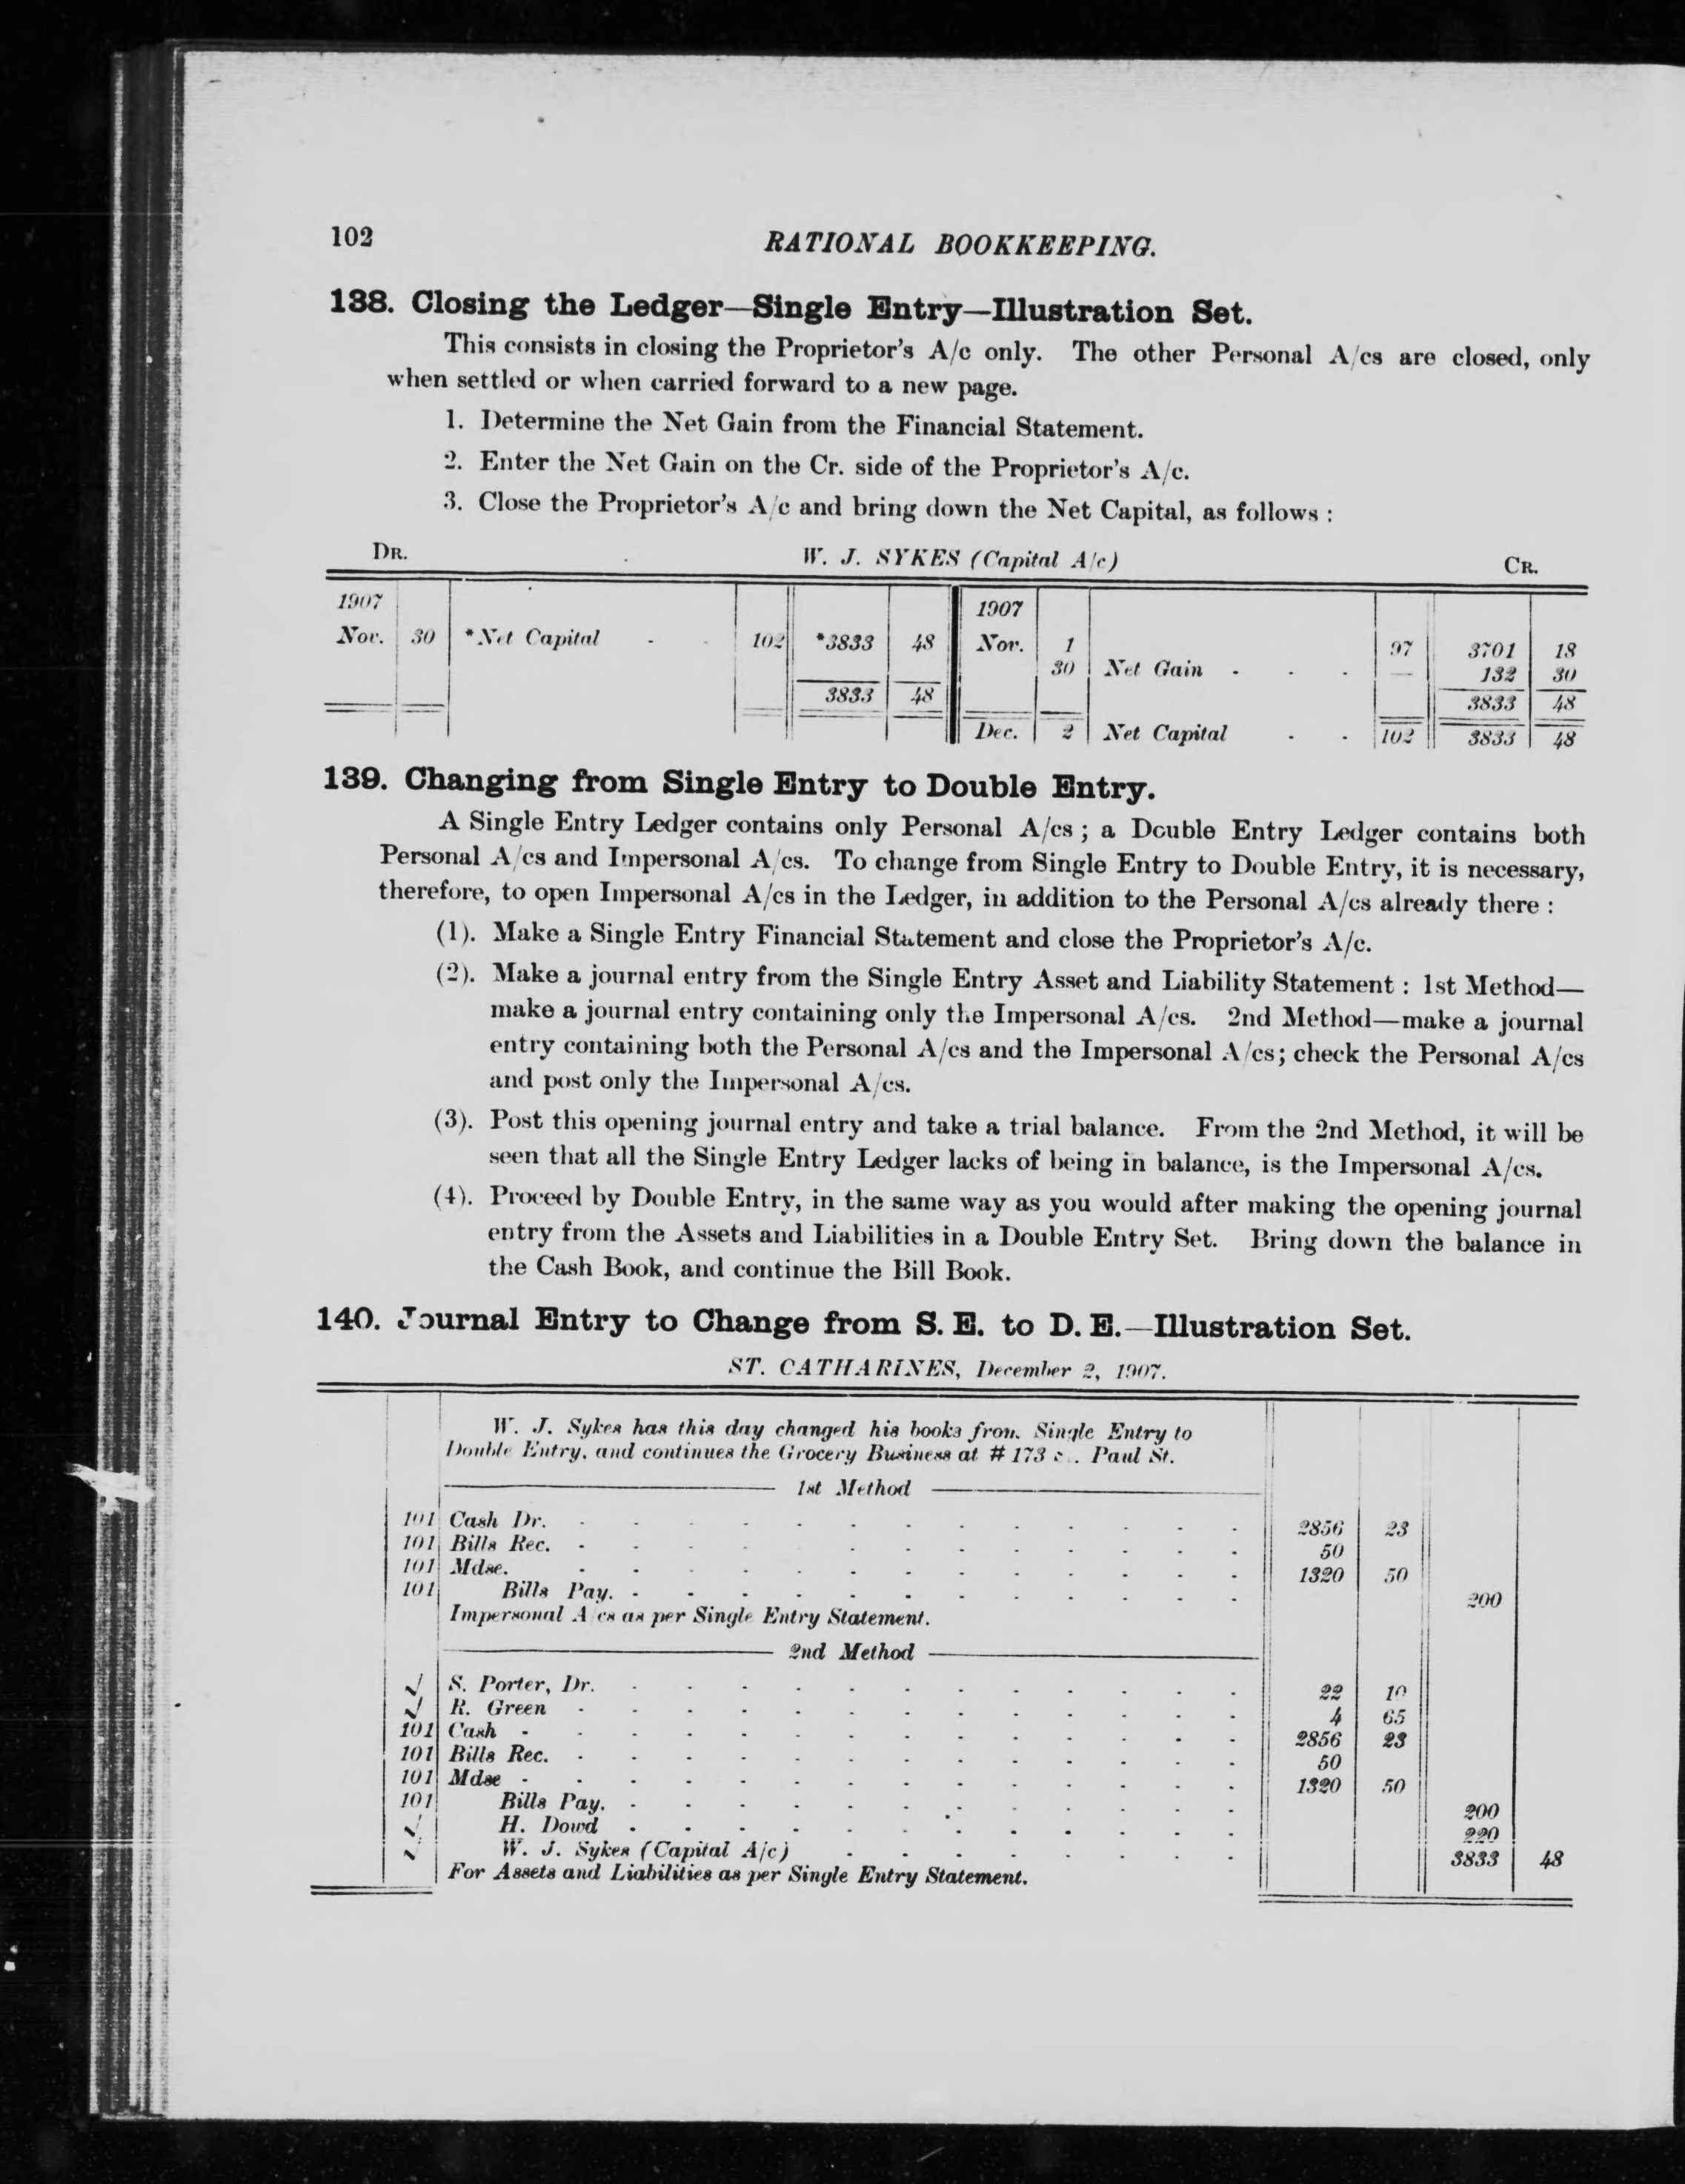 102
RATIONAL BOOKKEEPING.
138. Closing the Ledger—Single Entry—Illustration Set.
This consists in closing the Proprietor's A/c only. The other Personal A/cs are closed, only
when settled or when carried forward to a new page.
1. Determine the Net Gain from the Financial Statement.
2. Enter the Net Gain on the Cr. side of the Proprietor's A/c.
3. Close the Proprietor's A/c and bring down the Net Capital, as follows :
DR. W. J. SYKES (Capital A/c) CR.
1907 1907
Nov. 30 *Net Capital - - 102 *3833 48 Nov. 1 97 3701 18
30 Net Gain - - - — 132 30
3833 48 3833 48
Dec. 2 Net Capital - - 102 3833 48
139. Changing from Single Entry to Double Entry.
A Single Entry Ledger contains only Personal A/cs ; a Double Entry Ledger contains both
Personal A/cs and Impersonal A/cs. To change from Single Entry to Double Entry, it is necessary,
therefore, to open Impersonal A/cs in the Ledger, in addition to the Personal A/cs already there :
(1). Make a Single Entry Financial Statement and close the Proprietor's A/c.
(2). Make a journal entry from the Single Entry Asset and Liability Statement : 1st Method—
make a journal entry containing only the Impersonal A/cs. 2nd Method—make a journal
entry containing both the Personal A/cs and the Impersonal A/cs; check the Personal A/cs
and post only the Impersonal A/cs.
(3). Post this opening journal entry and take a trial balance. From the 2nd Method, it will be
seen that all the Single Entry Ledger lacks of being in balance, is the Impersonal A/cs.
(4). Proceed by Double Entry, in the same way as you would after making the opening journal
entry from the Assets and Liabilities in a Double Entry Set. Bring down the balance in
the Cash Book, and continue the Bill Book.
140. Journal Entry to Change from S. E. to D. E.—Illustration Set.
ST. CATHARINES, December 2, 1907.
W. J. Sykes has this day changed his books from Single Entry to
Double Entry, and continues the Grocery Business at # 173 Paul St.
1st Method
101 Cash Dr. 2856 23
101 Bills Rec. 50
101 Mdse. 1320 50
101 Bills Pay. 200
Impersonal A/cs as per Single Entry Statement.
2nd Method
✓ S. Porter, Dr. 22 10
✓ R. Green 4 65
101 Cash 2856 23
101 Bills Rec. 50
101 Mdse 1320 50
101 Bills Pay. 200
✓ H. Dowd 220
✓ W. J. Sykes (Capital A/c) 3833 48
For Assets and Liabilities as per Single Entry Statement.